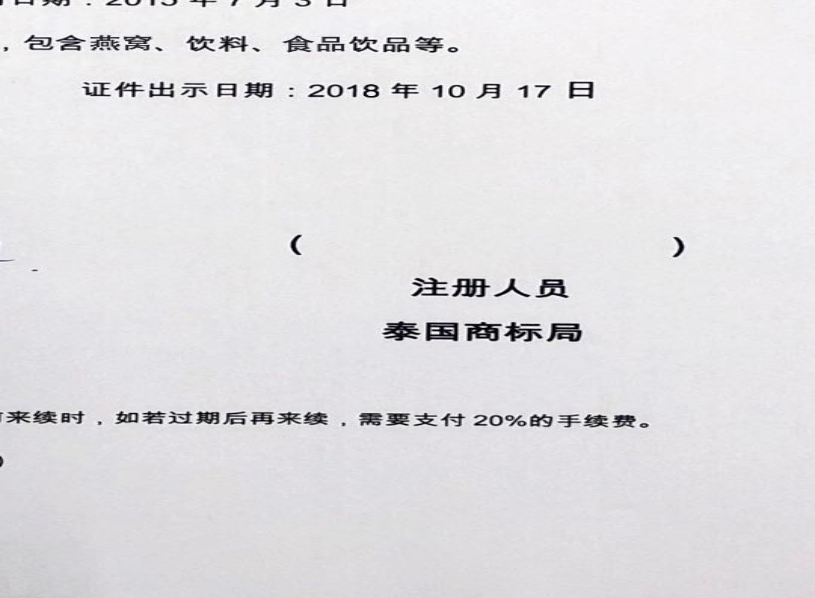 日期：2015 年 7 月 3 日
，包含燕窝、饮料、食品饮品等。
证件出示日期：2018 年 10 月 17 日
（ ）
注册人员
泰国商标局
来续时，如若过期后再来续，需要支付 20%的手续费。
）